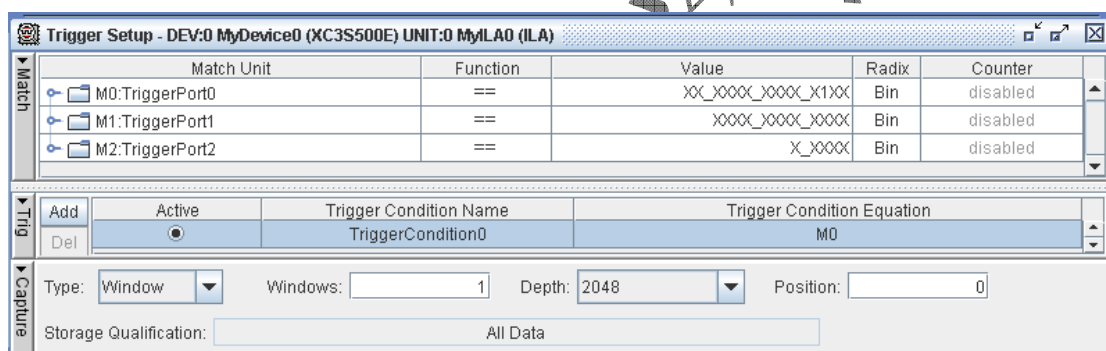 Trigger Setup - DEV:0 MyDevice0 (XC3S500E) UNIT:0 MyILA0 (ILA)
Match
Match Unit Function Value Radix Counter
M0:TriggerPort0 == XX_XXXX_XXXX_X1XX Bin disabled
M1:TriggerPort1 == XXXX_XXXX_XXXX Bin disabled
M2:TriggerPort2 == X_XXXX Bin disabled
Trig
Add Active Trigger Condition Name Trigger Condition Equation
Del TriggerCondition0 M0
Capture
Type: Window Windows: 1 Depth: 2048 Position: 0
Storage Qualification: All Data